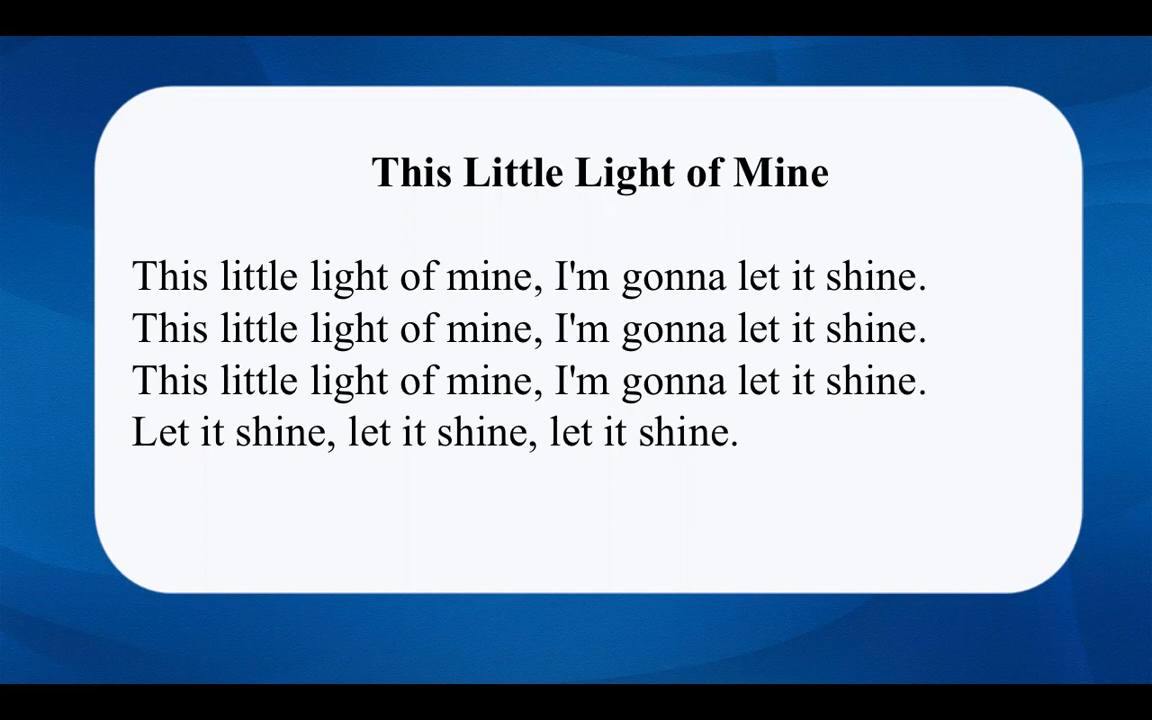 This Little Light of Mine
This little light of mine, I'm gonna let it shine.
This little light of mine, I'm gonna let it shine.
This little light of mine, I'm gonna let it shine.
Let it shine, let it shine, let it shine.